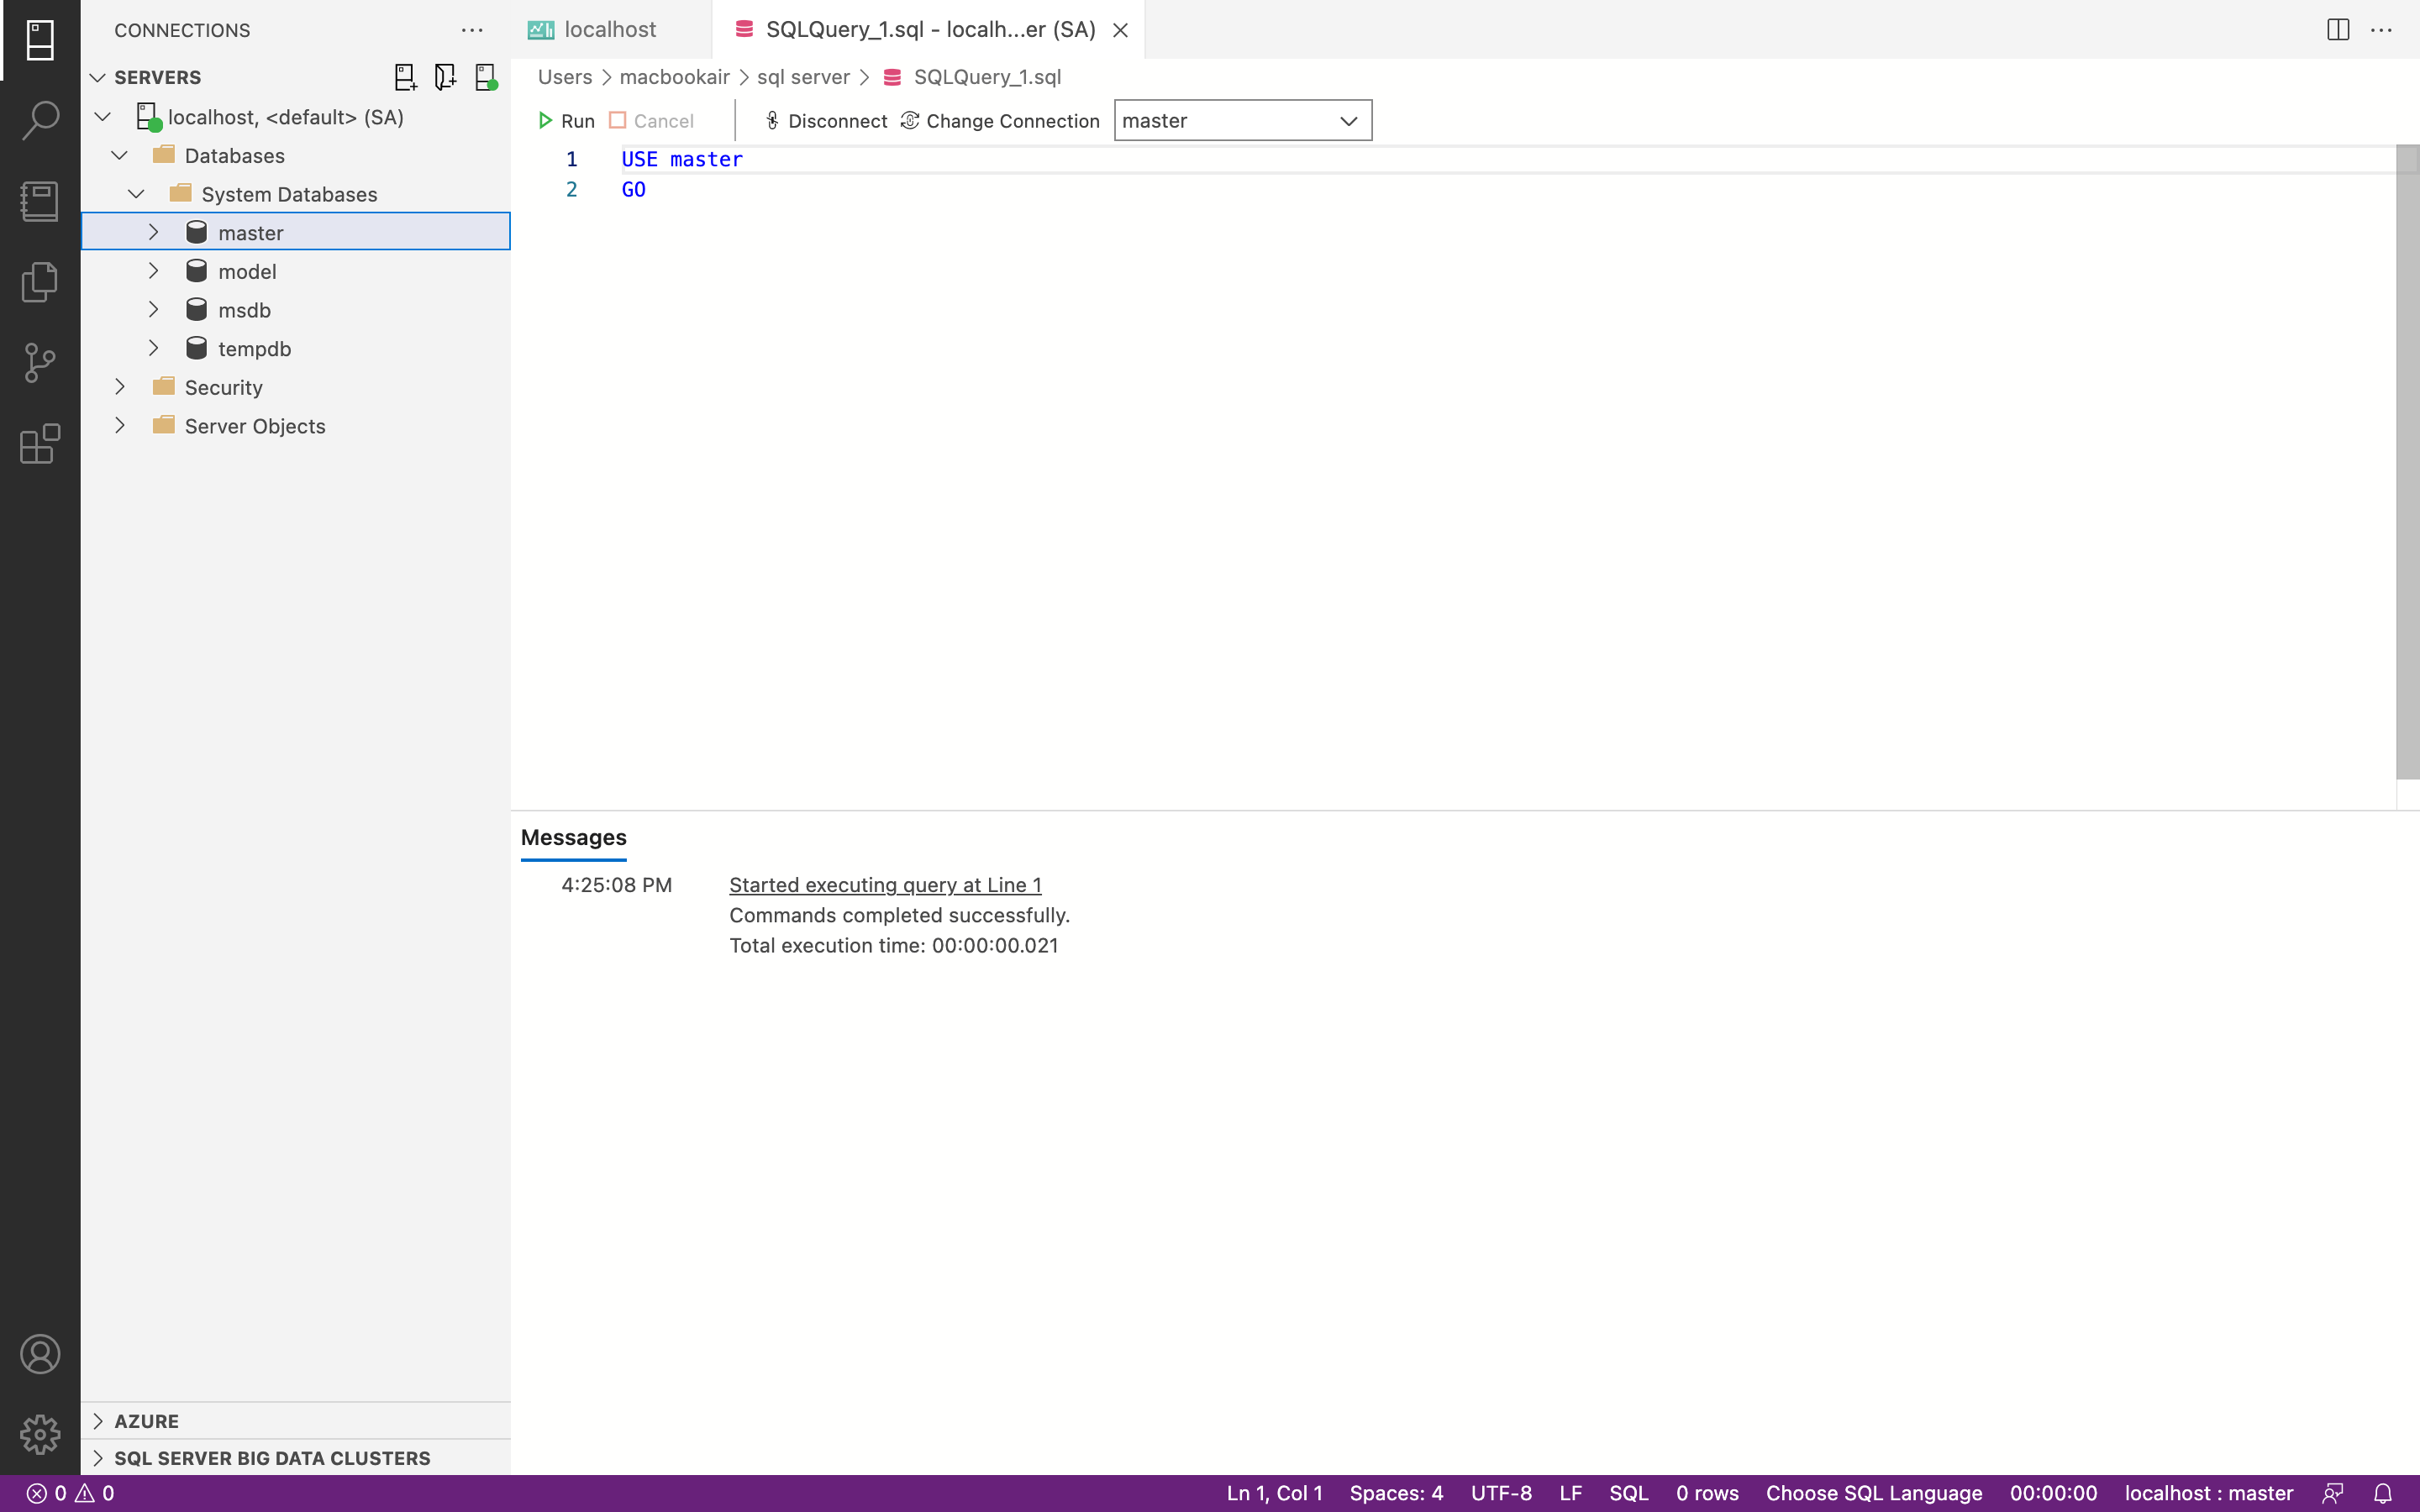 CONNECTIONS
SERVERS
localhost, <default> (SA)
Databases
System Databases
master
model
msdb
tempdb
Security
Server Objects
AZURE
SQL SERVER BIG DATA CLUSTERS
localhost
SQLQuery_1.sql - localh...er (SA)
Users > macbookair > sql server > SQLQuery_1.sql
Run Cancel Disconnect Change Connection master
1 USE master
2 GO
Messages
4:25:08 PM Started executing query at Line 1
Commands completed successfully.
Total execution time: 00:00:00.021
0 0 Ln 1, Col 1 Spaces: 4 UTF-8 LF SQL 0 rows Choose SQL Language 00:00:00 localhost : master